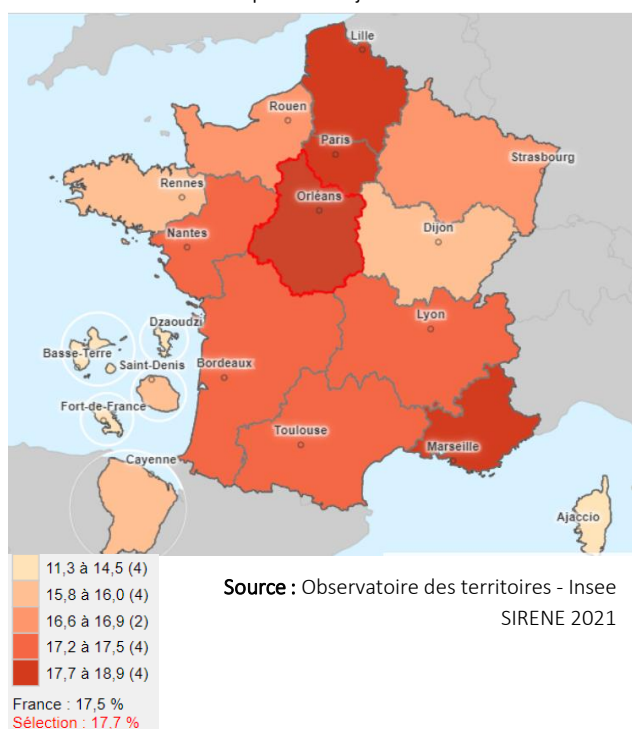 Lille
Rouen
Paris
Strasbourg
Rennes
Orléans
Dijon
Nantes
Dzaoudzi
Basse-Terre
Lyon
Saint-Denis
Bordeaux
Fort-de-France
Toulouse
Marseille
Cayenne
Ajaccio
11,3 à 14,5 (4)
15,8 à 16,0 (4)
16,6 à 16,9 (2)
17,2 à 17,5 (4)
17,7 à 18,9 (4)
France : 17,5 %
Sélection : 17,7 %
Source : Observatoire des territoires - Insee
SIRENE 2021